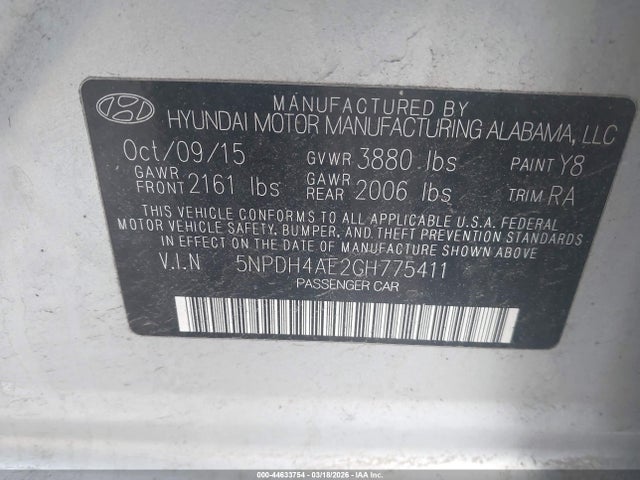 MANUFACTURED BY
HYUNDAI MOTOR MANUFACTURING ALABAMA, LLC
Oct/09/15 GVWR 3880 lbs PAINT Y8
GAWR FRONT 2161 lbs GAWR REAR 2006 lbs TRIM RA
THIS VEHICLE CONFORMS TO ALL APPLICABLE U.S.A. FEDERAL
MOTOR VEHICLE SAFETY, BUMPER, AND THEFT PREVENTION STANDARDS
IN EFFECT ON THE DATE OF MANUFACTURE SHOWN ABOVE.
V.I.N 5NPDH4AE2GH775411
PASSENGER CAR
000-44633754 | 03/18/2026 - IAAI.COM